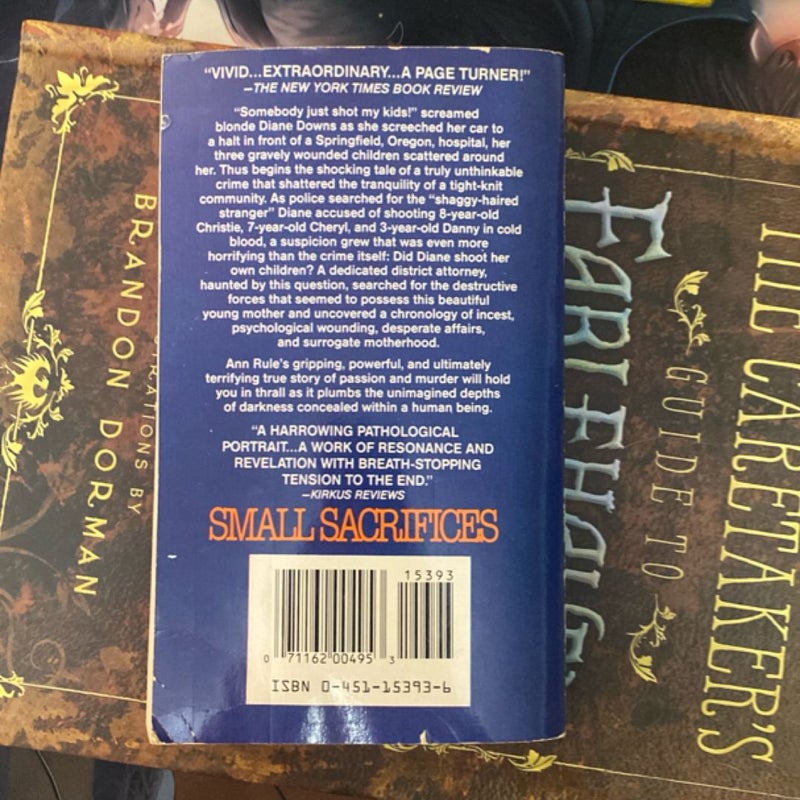 “VIVID...EXTRAORDINARY...A PAGE TURNER!”
—THE NEW YORK TIMES BOOK REVIEW
“Somebody just shot my kids!” screamed
blonde Diane Downs as she screeched her car to
a halt in front of a Springfield, Oregon, hospital, her
three gravely wounded children scattered around
her. Thus begins the shocking tale of a truly unthinkable
crime that shattered the tranquility of a tight-knit
community. As police searched for the “shaggy-haired
stranger” Diane accused of shooting 8-year-old
Christie, 7-year-old Cheryl, and 3-year-old Danny in cold
blood, a suspicion grew that was even more
horrifying than the crime itself: Did Diane shoot her
own children? A dedicated district attorney,
haunted by this question, searched for the destructive
forces that seemed to possess this beautiful
young mother and uncovered a chronology of incest,
psychological wounding, desperate affairs,
and surrogate motherhood.
Ann Rule's gripping, powerful, and ultimately
terrifying true story of passion and murder will hold
you in thrall as it plumbs the unimagined depths
of darkness concealed within a human being.
“A HARROWING PATHOLOGICAL
PORTRAIT...A WORK OF RESONANCE AND
REVELATION WITH BREATH-STOPPING
TENSION TO THE END.”
—KIRKUS REVIEWS
SMALL SACRIFICES
15393
0 71162 00495 3
ISBN 0-451-15393-6
THE CARETAKER'S
GUIDE TO
FABLEHAVEN
BY
BRANDON DORMAN